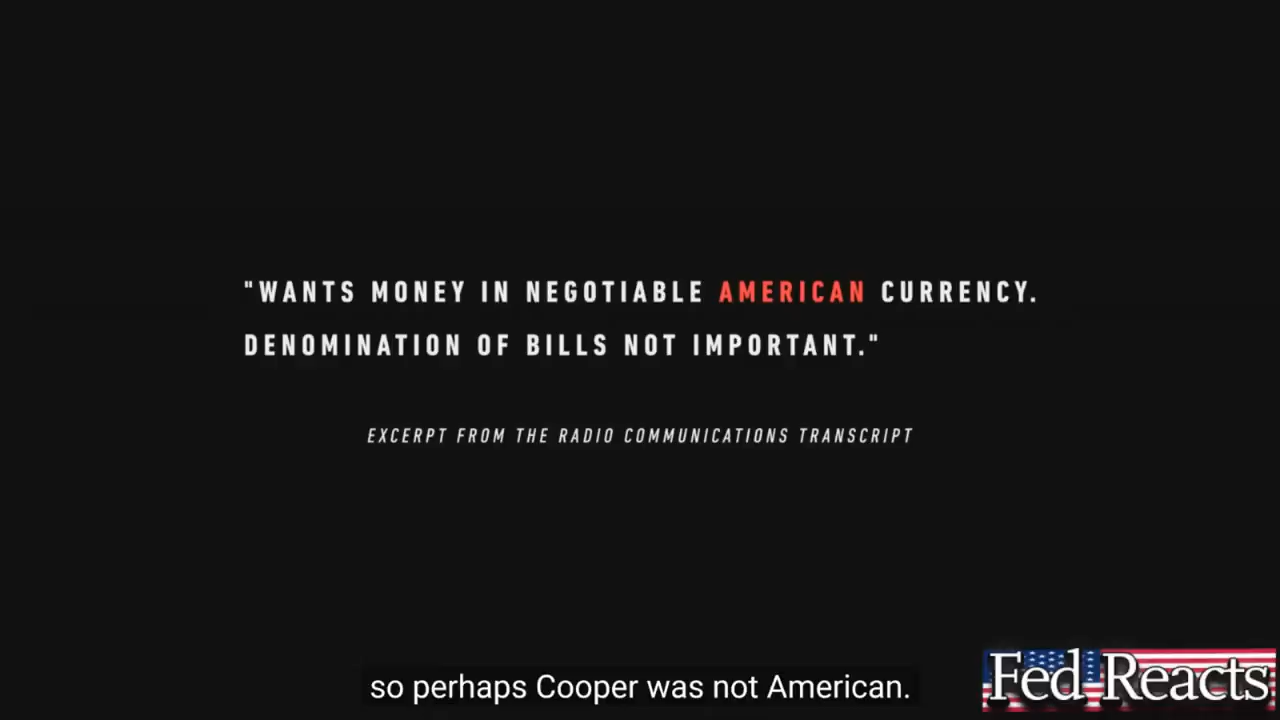 "WANTS MONEY IN NEGOTIABLE AMERICAN CURRENCY.
DENOMINATION OF BILLS NOT IMPORTANT."
EXCERPT FROM THE RADIO COMMUNICATIONS TRANSCRIPT
so perhaps Cooper was not American.
Fed Reacts